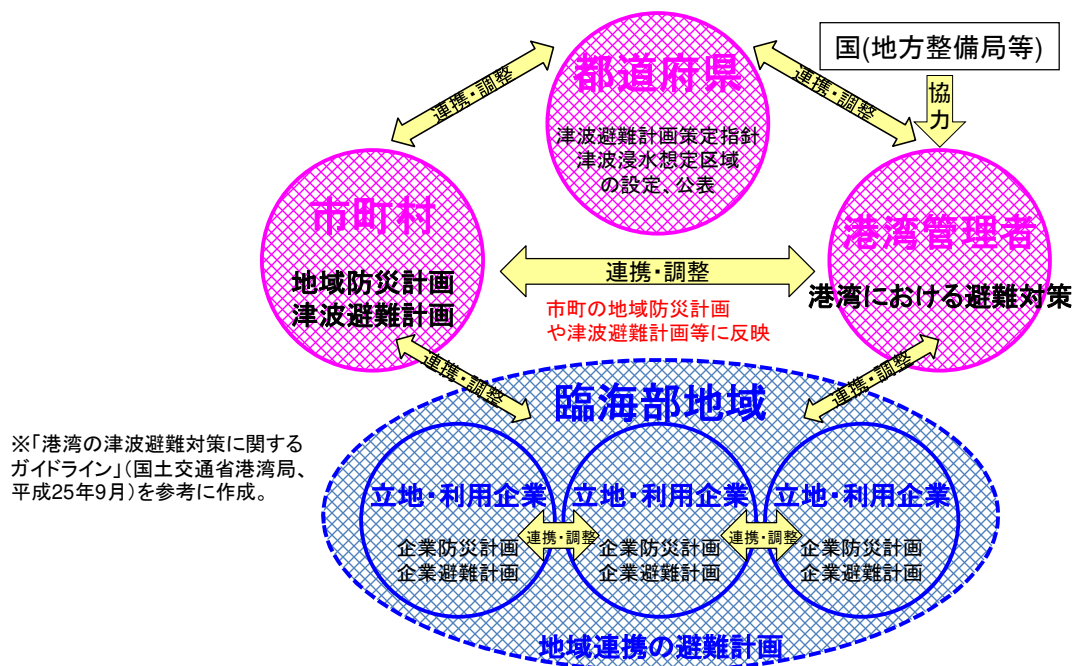 国(地方整備局等)
都道府県
連携・調整
連携・調整
協力
津波避難計画策定指針
津波浸水想定区域
の設定、公表
市町村
港湾管理者
地域防災計画
津波避難計画
連携・調整
港湾における避難対策
市町の地域防災計画
や津波避難計画等に反映
連携・調整
連携・調整
臨海部地域
※「港湾の津波避難対策に関する
ガイドライン」(国土交通省港湾局、
平成25年9月)を参考に作成。
立地・利用企業
立地・利用企業
立地・利用企業
連携・調整
連携・調整
企業防災計画
企業避難計画
企業防災計画
企業避難計画
企業防災計画
企業避難計画
地域連携の避難計画